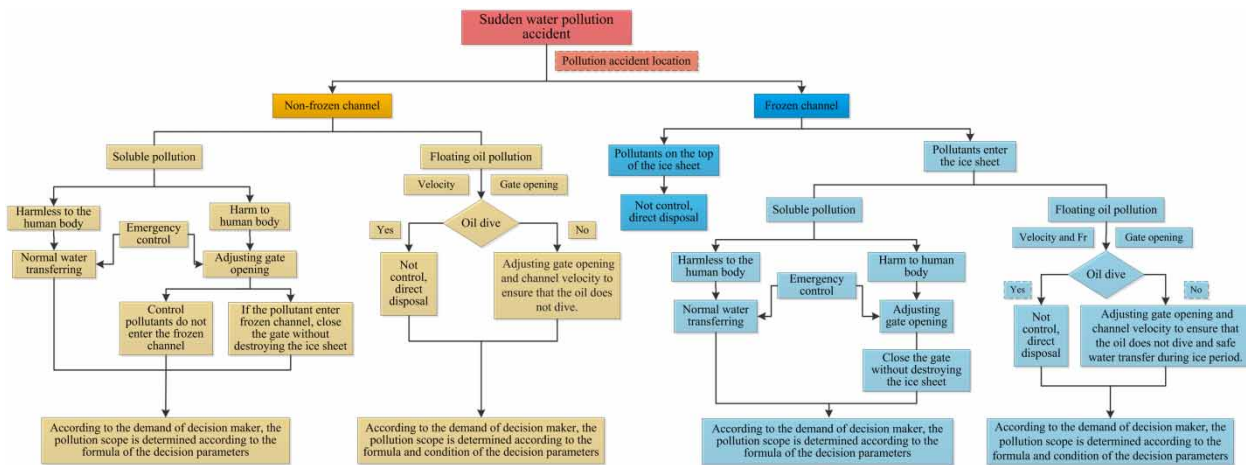 Sudden water pollution
accident
Pollution accident location
Non-frozen channel
Frozen channel
Soluble pollution
Floating oil pollution
Velocity
Gate opening
Harmless to the
human body
Harm to
human body
Emergency
control
Normal water
transferring
Adjusting gate
opening
Control
pollutants do not
enter the frozen
channel
If the pollutant enter
frozen channel, close
the gate without
destroying the ice sheet
Oil dive
Yes
No
Not
control,
direct
disposal
Adjusting gate opening
and channel velocity to
ensure that the oil does
not dive.
According to the demand of decision maker, the
pollution scope is determined according to the
formula of the decision parameters
According to the demand of decision maker, the
pollution scope is determined according to the
formula and condition of the decision parameters
Pollutants on the top
of the ice sheet
Not control,
direct disposal
Pollutants enter
the ice sheet
Soluble pollution
Floating oil pollution
Harmless to the
human body
Harm to human
body
Emergency
control
Normal water
transferring
Adjusting
gate opening
Close the gate
without destroying
the ice sheet
Velocity and Fr
Gate opening
Oil dive
Yes
No
Not
control,
direct
disposal
Adjusting gate opening and
channel velocity to ensure that
the oil does not dive and safe
water transfer during ice period.
According to the demand of decision maker, the
pollution scope is determined according to the
formula of the decision parameters
According to the demand of decision maker, the
pollution scope is determined according to the
formula and condition of the decision parameters